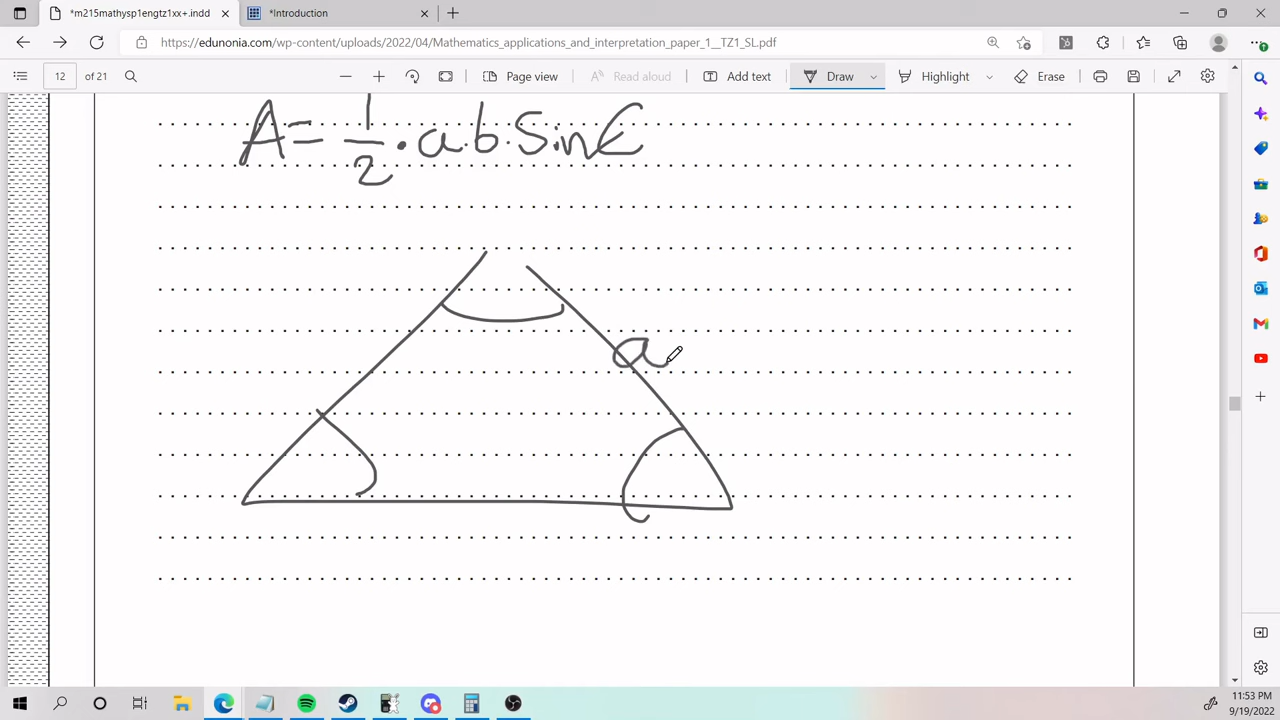 *m215mathysp1engtz1xx+.indd
*Introduction
https://edunonia.com/wp-content/uploads/2022/04/Mathematics_applications_and_interpretation_paper_1__TZ1_SL.pdf
12 of 21
Page view
Read aloud
Add text
Draw
Highlight
Erase
A = 1/2 · a.b. Sin C
a
11:53 PM
9/19/2022